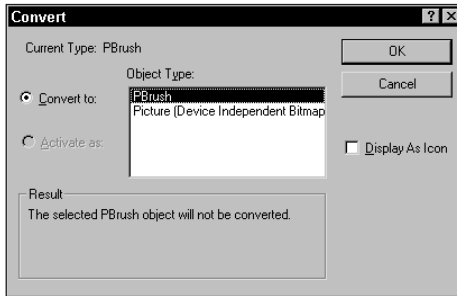 Convert
Current Type: PBrush
OK
Cancel
Object Type:
Convert to:
PBrush
Picture (Device Independent Bitmap
Activate as:
Display As Icon
Result
The selected PBrush object will not be converted.